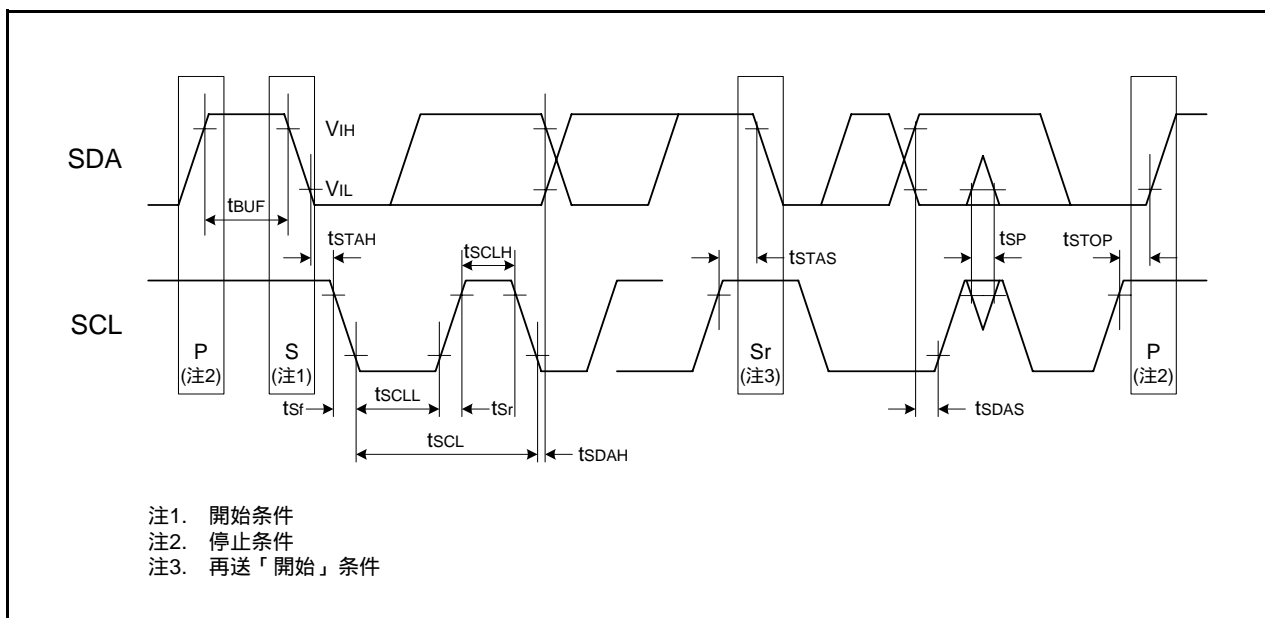 VIH
SDA
VIL
tBUF
tSTAH
tSCLH
tSTAS
tSP
tSTOP
SCL
P
(注2)
S
(注1)
Sr
(注3)
P
(注2)
tSf
tSCLL
tSr
tSDAS
tSCL
tSDAH
注1. 開始条件
注2. 停止条件
注3. 再送「開始」条件